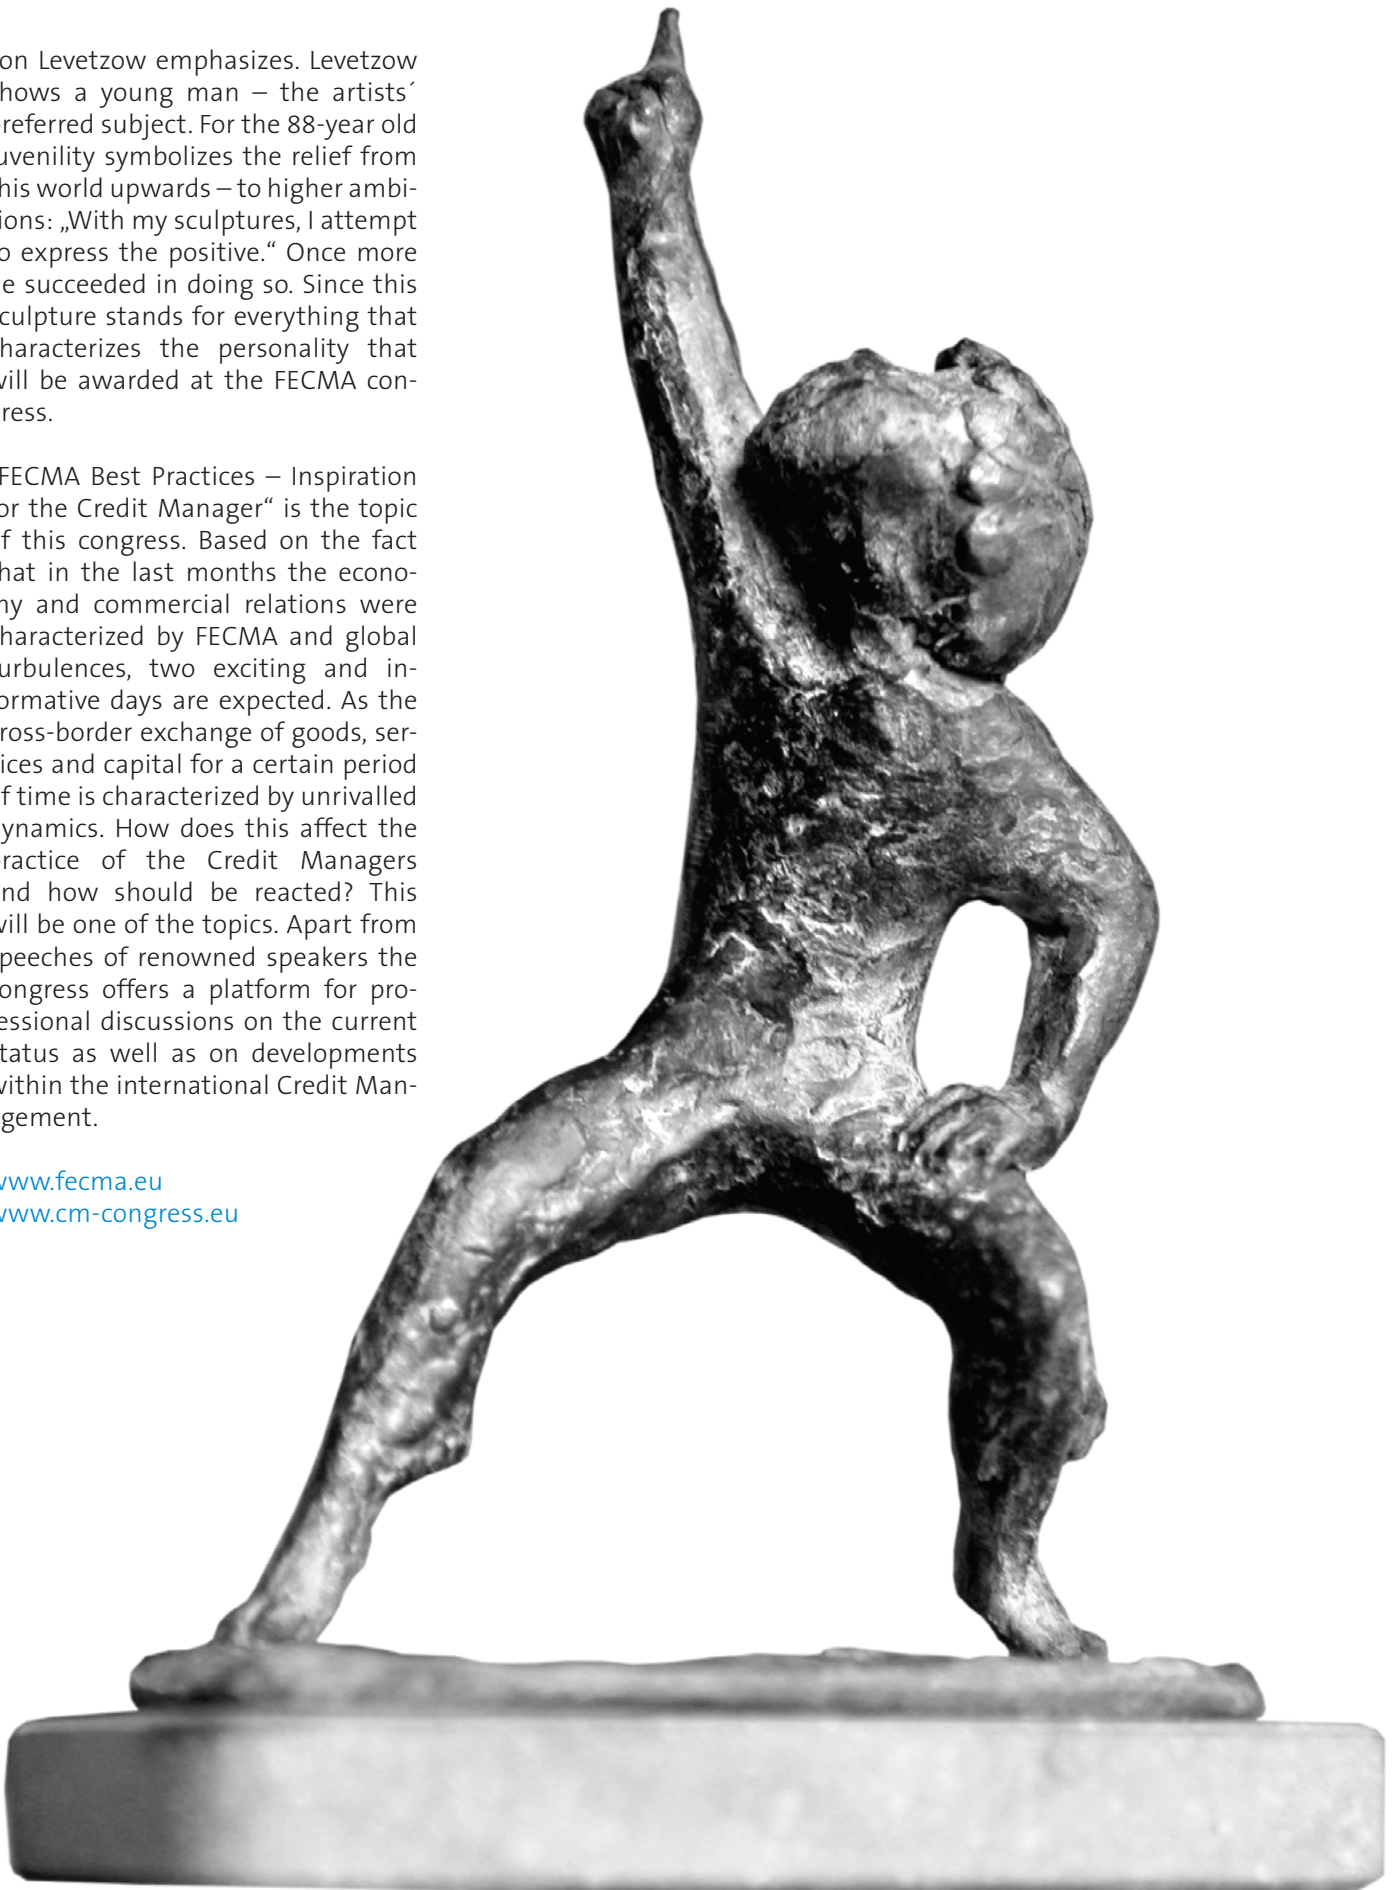 on Levetzow emphasizes. Levetzow
hows a young man – the artists´
referred subject. For the 88-year old
uvenility symbolizes the relief from
his world upwards – to higher ambi-
ions: „With my sculptures, I attempt
o express the positive.“ Once more
e succeeded in doing so. Since this
culpture stands for everything that
haracterizes the personality that
will be awarded at the FECMA con-
ress.
FECMA Best Practices – Inspiration
or the Credit Manager“ is the topic
f this congress. Based on the fact
hat in the last months the econo-
my and commercial relations were
haracterized by FECMA and global
urbulences, two exciting and in-
ormative days are expected. As the
ross-border exchange of goods, ser-
ices and capital for a certain period
f time is characterized by unrivalled
ynamics. How does this affect the
ractice of the Credit Managers
nd how should be reacted? This
will be one of the topics. Apart from
peeches of renowned speakers the
ongress offers a platform for pro-
essional discussions on the current
tatus as well as on developments
within the international Credit Man-
gement.
www.fecma.eu
www.cm-congress.eu